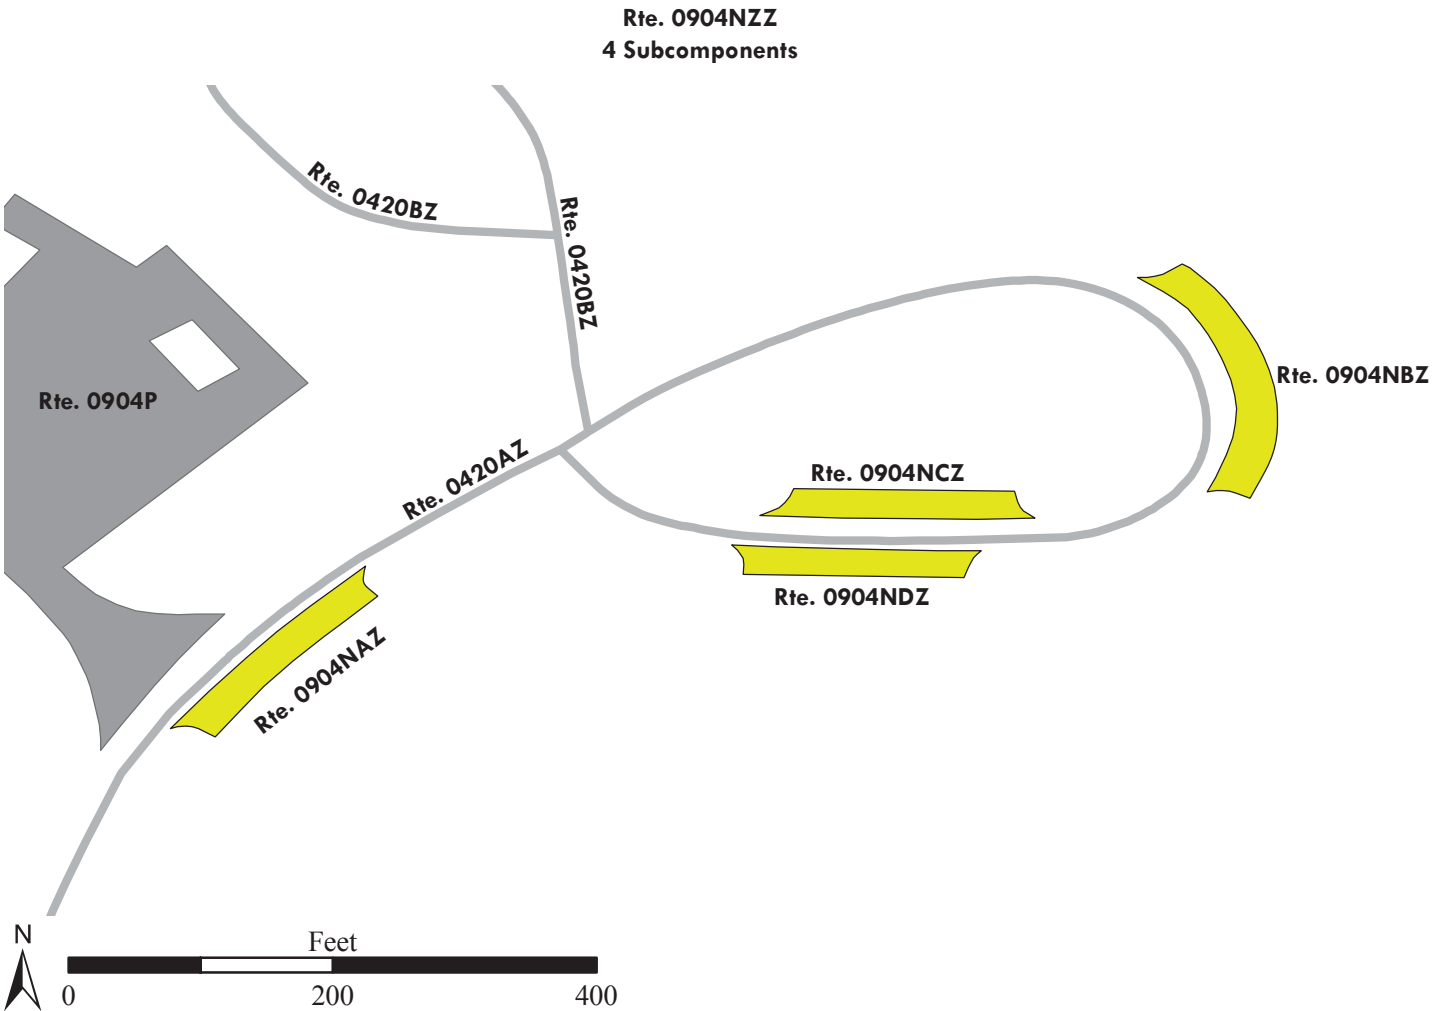 Rte. 0904NZZ
4 Subcomponents
Rte. 0420BZ
Rte. 0420BZ
Rte. 0904NBZ
Rte. 0904P
Rte. 0420AZ
Rte. 0904NCZ
Rte. 0904NDZ
Rte. 0904NAZ
N
Feet
0 200 400